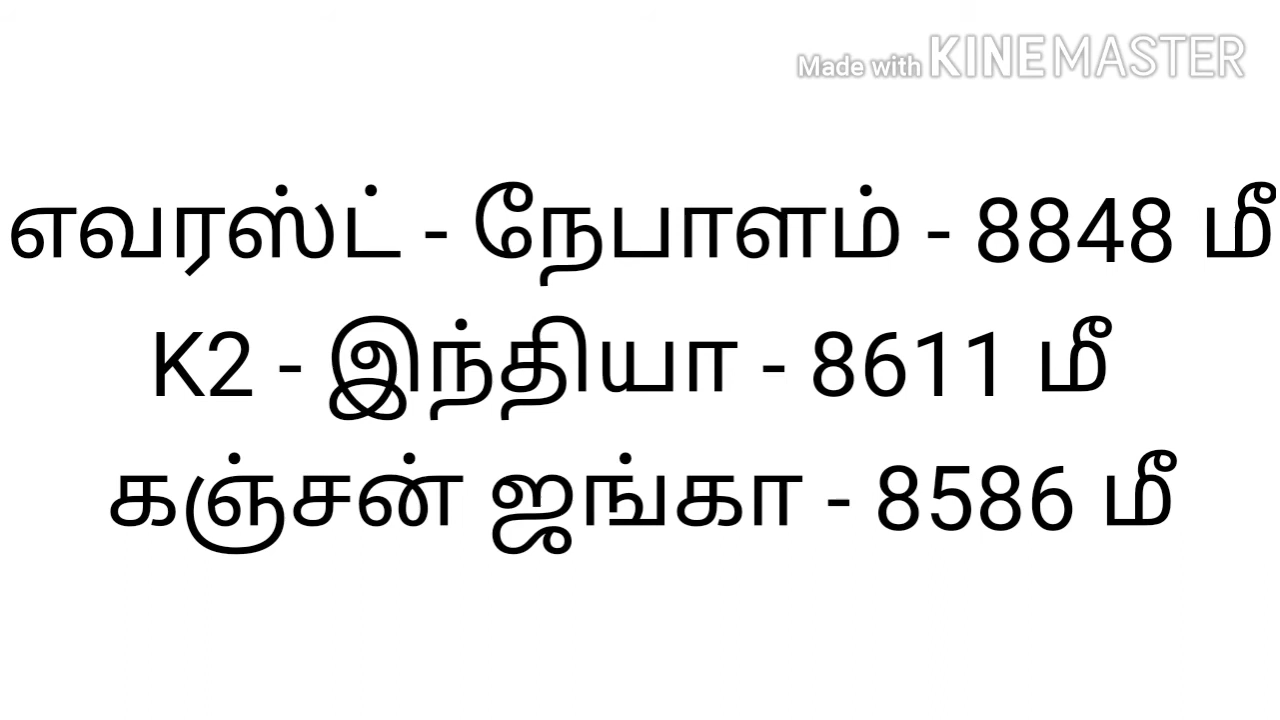 Made with KINEMASTER
எவரஸ்ட் - நேபாளம் - 8848 மீ
K2 - இந்தியா - 8611 மீ
கஞ்சன் ஜங்கா - 8586 மீ